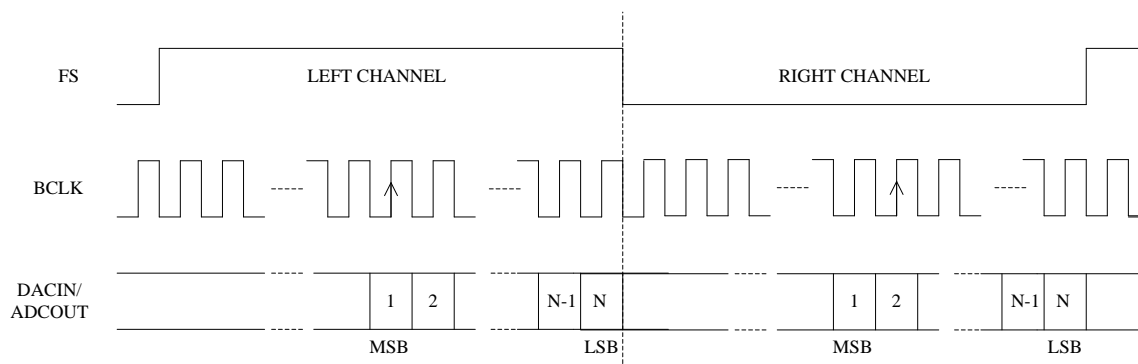 FS
LEFT CHANNEL
RIGHT CHANNEL
BCLK
DACIN/
ADCOUT
1
2
N-1
N
1
2
N-1
N
MSB
LSB
MSB
LSB